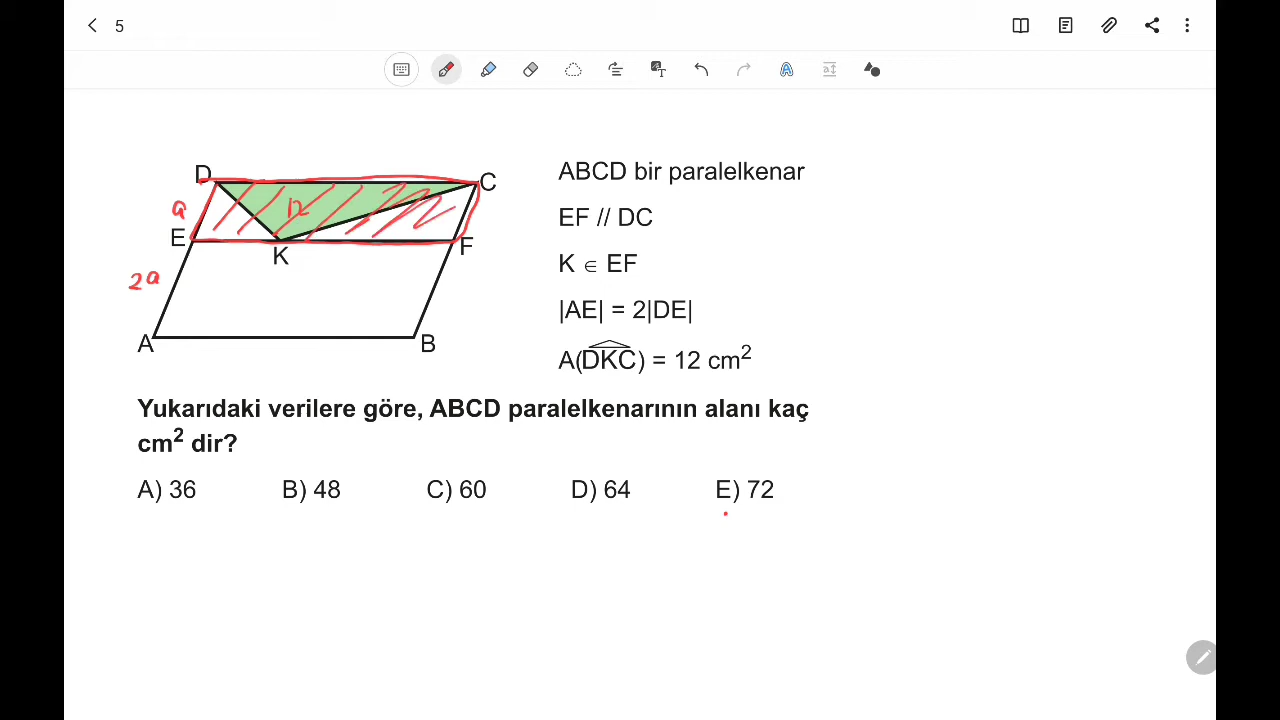 5
D
C
a
12
E
K
F
2a
A
B
ABCD bir paralelkenar
EF // DC
K ∈ EF
|AE| = 2|DE|
A(DKC) = 12 cm²
Yukarıdaki verilere göre, ABCD paralelkenarının alanı kaç
cm² dir?
A) 36 B) 48 C) 60 D) 64 E) 72